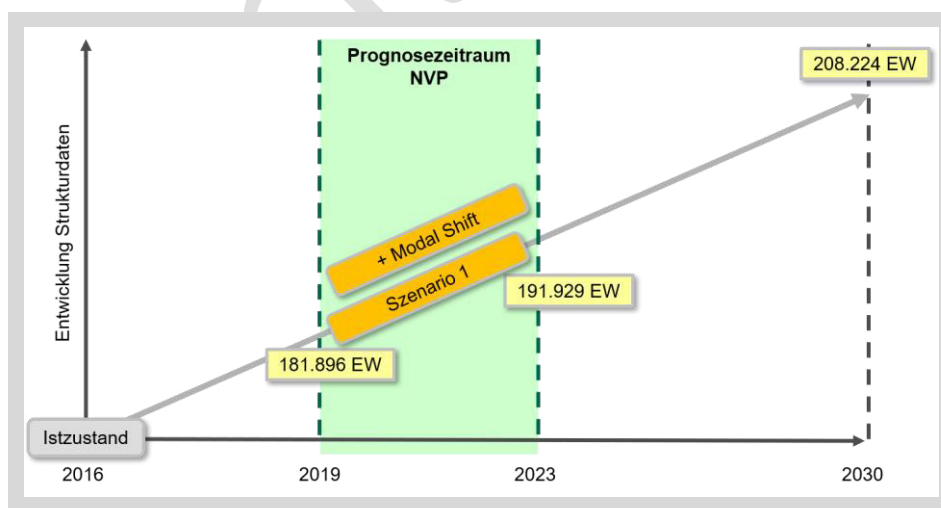 Prognosezeitraum
NVP
208.224 EW
Entwicklung Strukturdaten
+ Modal Shift
Szenario 1
191.929 EW
181.896 EW
Istzustand
2016
2019
2023
2030